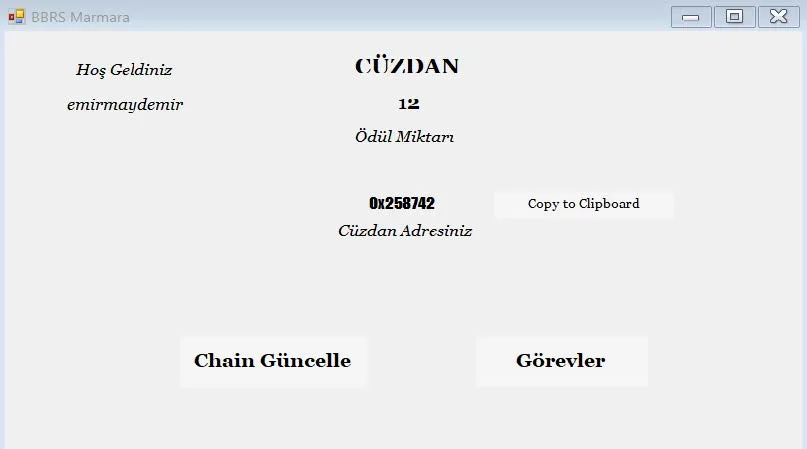 BBRS Marmara
Hoş Geldiniz
emirmaydemir
CÜZDAN
12
Ödül Miktarı
0x258742
Copy to Clipboard
Cüzdan Adresiniz
Chain Güncelle
Görevler